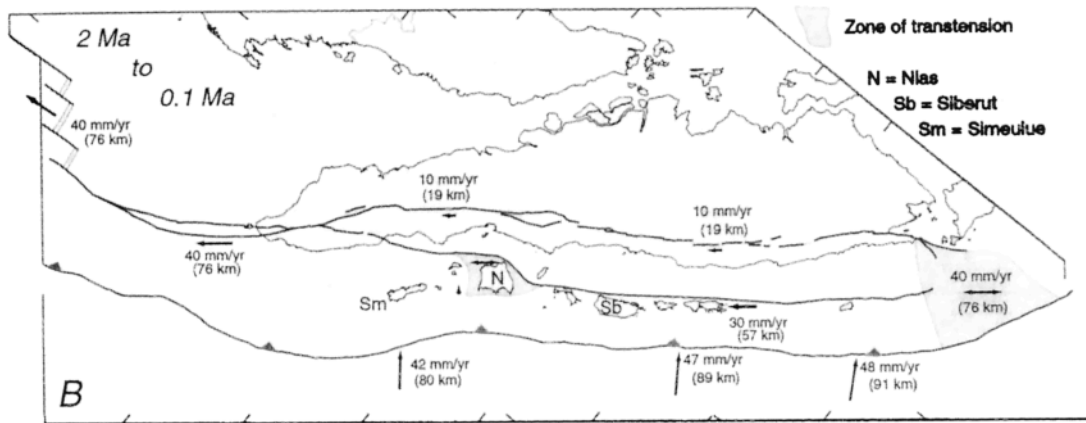 2 Ma
to
0.1 Ma
Zone of transtension
N = Nias
Sb = Siberut
Sm = Simeulue
40 mm/yr
(76 km)
10 mm/yr
(19 km)
10 mm/yr
(19 km)
40 mm/yr
(76 km)
40 mm/yr
(76 km)
N
Sm
Sb
30 mm/yr
(57 km)
42 mm/yr
(80 km)
47 mm/yr
(89 km)
48 mm/yr
(91 km)
B